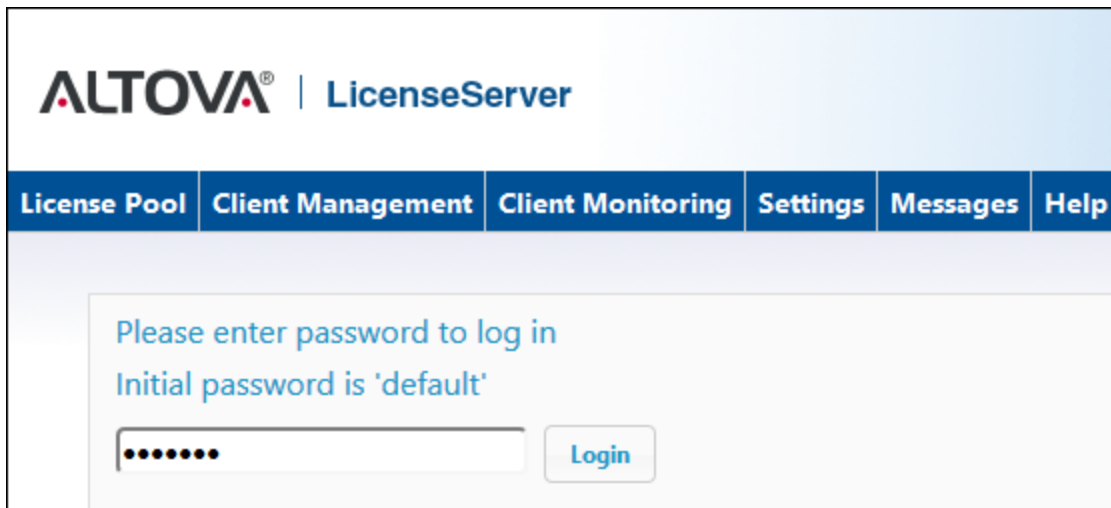 ALTOVA® | LicenseServer
License Pool Client Management Client Monitoring Settings Messages Help
Please enter password to log in
Initial password is 'default'
••••••• Login